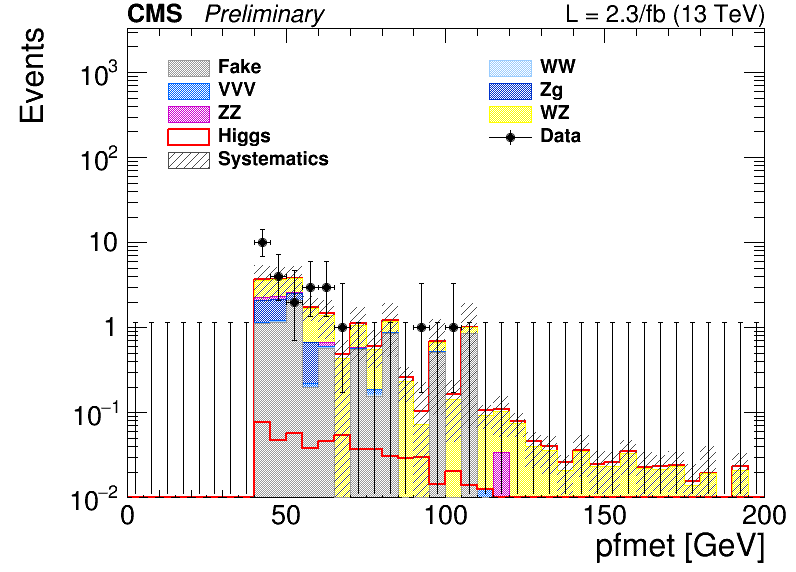 CMS Preliminary L = 2.3/fb (13 TeV)
Events
Fake WW
VVV Zg
ZZ WZ
Higgs Data
Systematics
10³
10²
10
1
10⁻¹
10⁻²
0 50 100 150 200
pfmet [GeV]